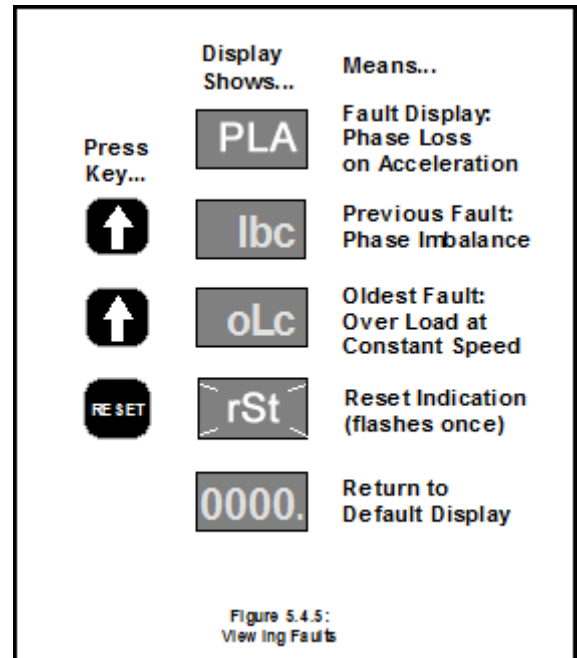 Display
Shows...
Means...
Press
Key...
PLA
Fault Display:
Phase Loss
on Acceleration
Ibc
Previous Fault:
Phase Imbalance
oLc
Oldest Fault:
Over Load at
Constant Speed
RESET
rSt
Reset Indication
(flashes once)
0000.
Return to
Default Display
Figure 5.4.5:
View ing Faults